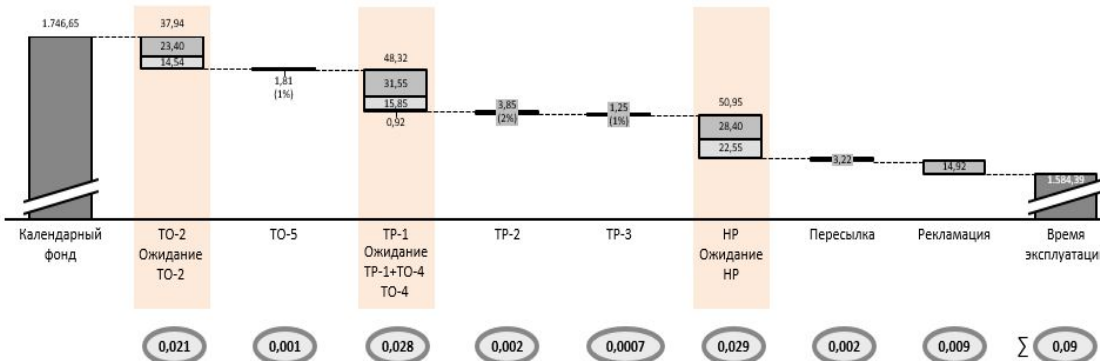 1.746,65
37,94
23,40
14,54
1,81
(1%)
48,32
31,55
15,85
0,92
3,85
(2%)
1,25
(1%)
50,95
28,40
22,55
3,22
14,92
1.584,39
Календарный
фонд
ТО-2
Ожидание
ТО-2
ТО-5
ТР-1
Ожидание
ТР-1+ТО-4
ТО-4
ТР-2
ТР-3
НР
Ожидание
НР
Пересылка
Рекламация
Время
эксплуатаци
0,021
0,001
0,028
0,002
0,0007
0,029
0,002
0,009
∑ 0,09